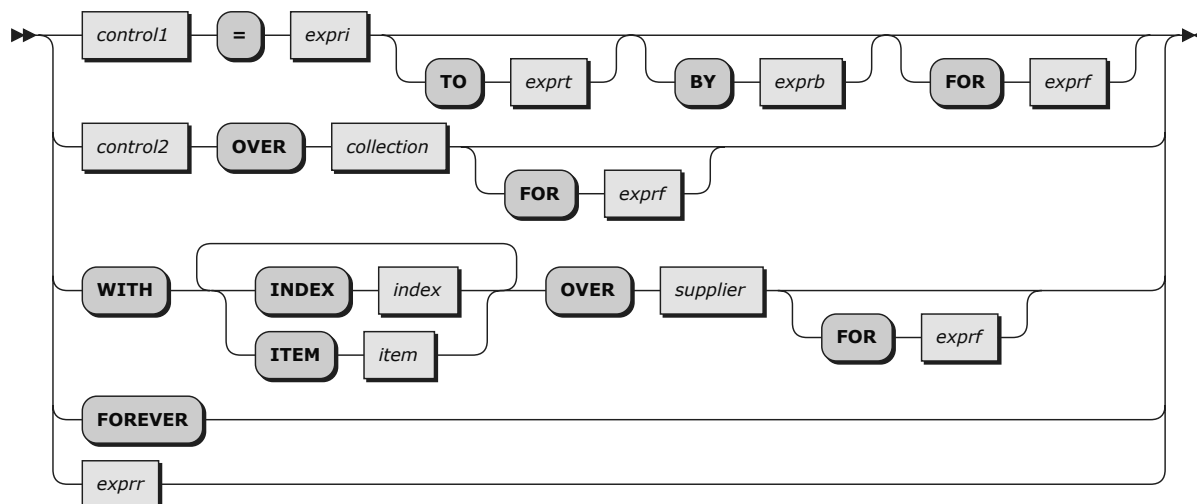 control1 = expri
TO exprt BY exprb FOR exprf
control2 OVER collection
FOR exprf
WITH INDEX index OVER supplier
ITEM item FOR exprf
FOREVER
exprr